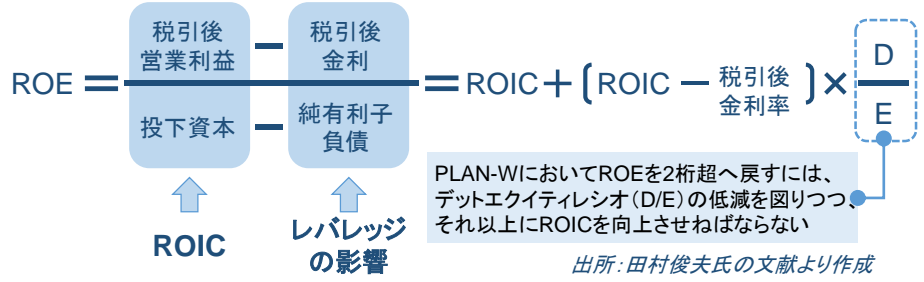 ROE = 税引後営業利益 − 税引後金利 = ROIC + (ROIC − 税引後金利率) × D
投下資本 − 純有利子負債 E
ROIC
レバレッジ
の影響
PLAN-WにおいてROEを2桁超へ戻すには、
デットエクイティレシオ(D/E)の低減を図りつつ、
それ以上にROICを向上させねばならない
出所:田村俊夫氏の文献より作成